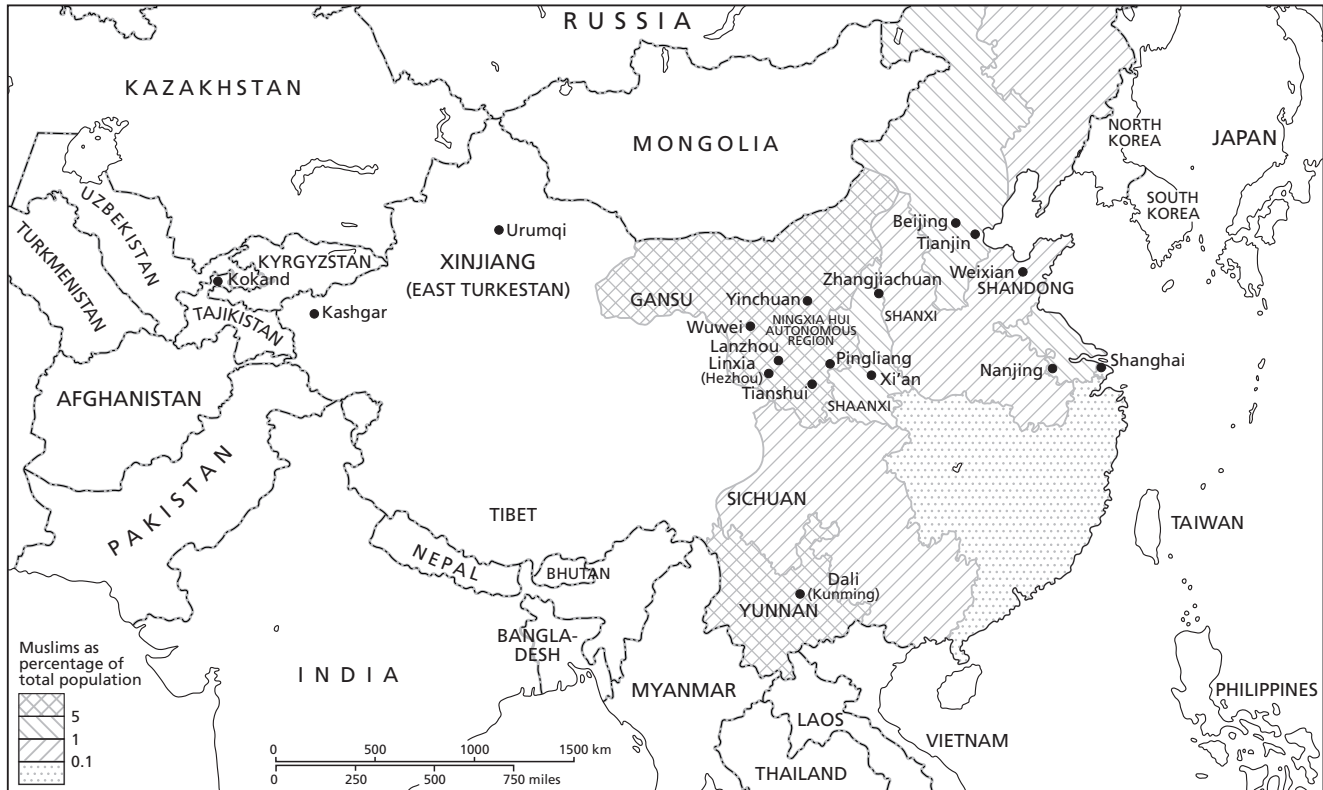 RUSSIA
KAZAKHSTAN
MONGOLIA
NORTH
KOREA
JAPAN
SOUTH
KOREA
UZBEKISTAN
TURKMENISTAN
KYRGYZSTAN
Kokand
TAJIKISTAN
Kashgar
Urumqi
XINJIANG
(EAST TURKESTAN)
Beijing
Tianjin
Zhangjiachuan
Weixian
SHANDONG
GANSU
Yinchuan
SHANXI
NINGXIA HUI
AUTONOMOUS
REGION
Wuwei
Lanzhou
Linxia
(Hezhou)
Pingliang
Xi'an
Tianshui
SHAANXI
Nanjing
Shanghai
AFGHANISTAN
PAKISTAN
TIBET
SICHUAN
TAIWAN
NEPAL
BHUTAN
Dali
(Kunming)
YUNNAN
BANGLA-
DESH
INDIA
MYANMAR
LAOS
VIETNAM
THAILAND
PHILIPPINES
Muslims as
percentage of
total population
5
1
0.1
0 500 1000 1500 km
0 250 500 750 miles